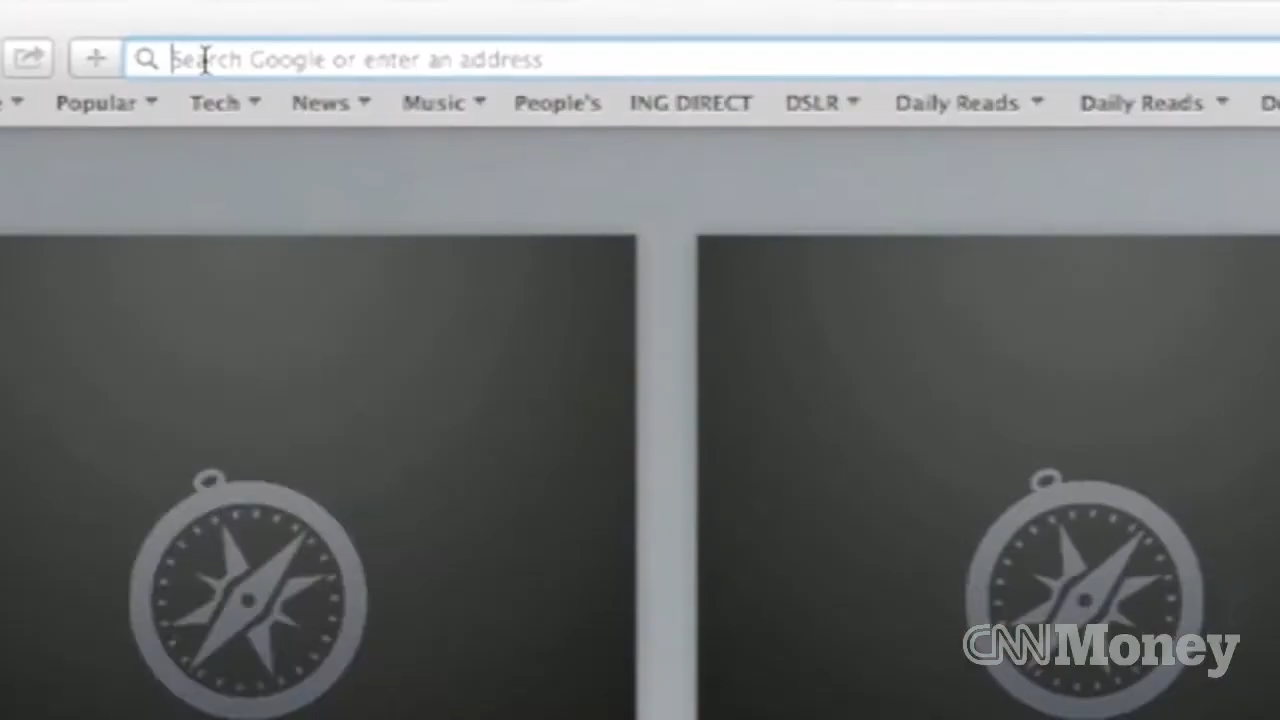 Search Google or enter an address
Popular Tech News Music People's ING DIRECT DSLR Daily Reads Daily Reads
CNNMoney